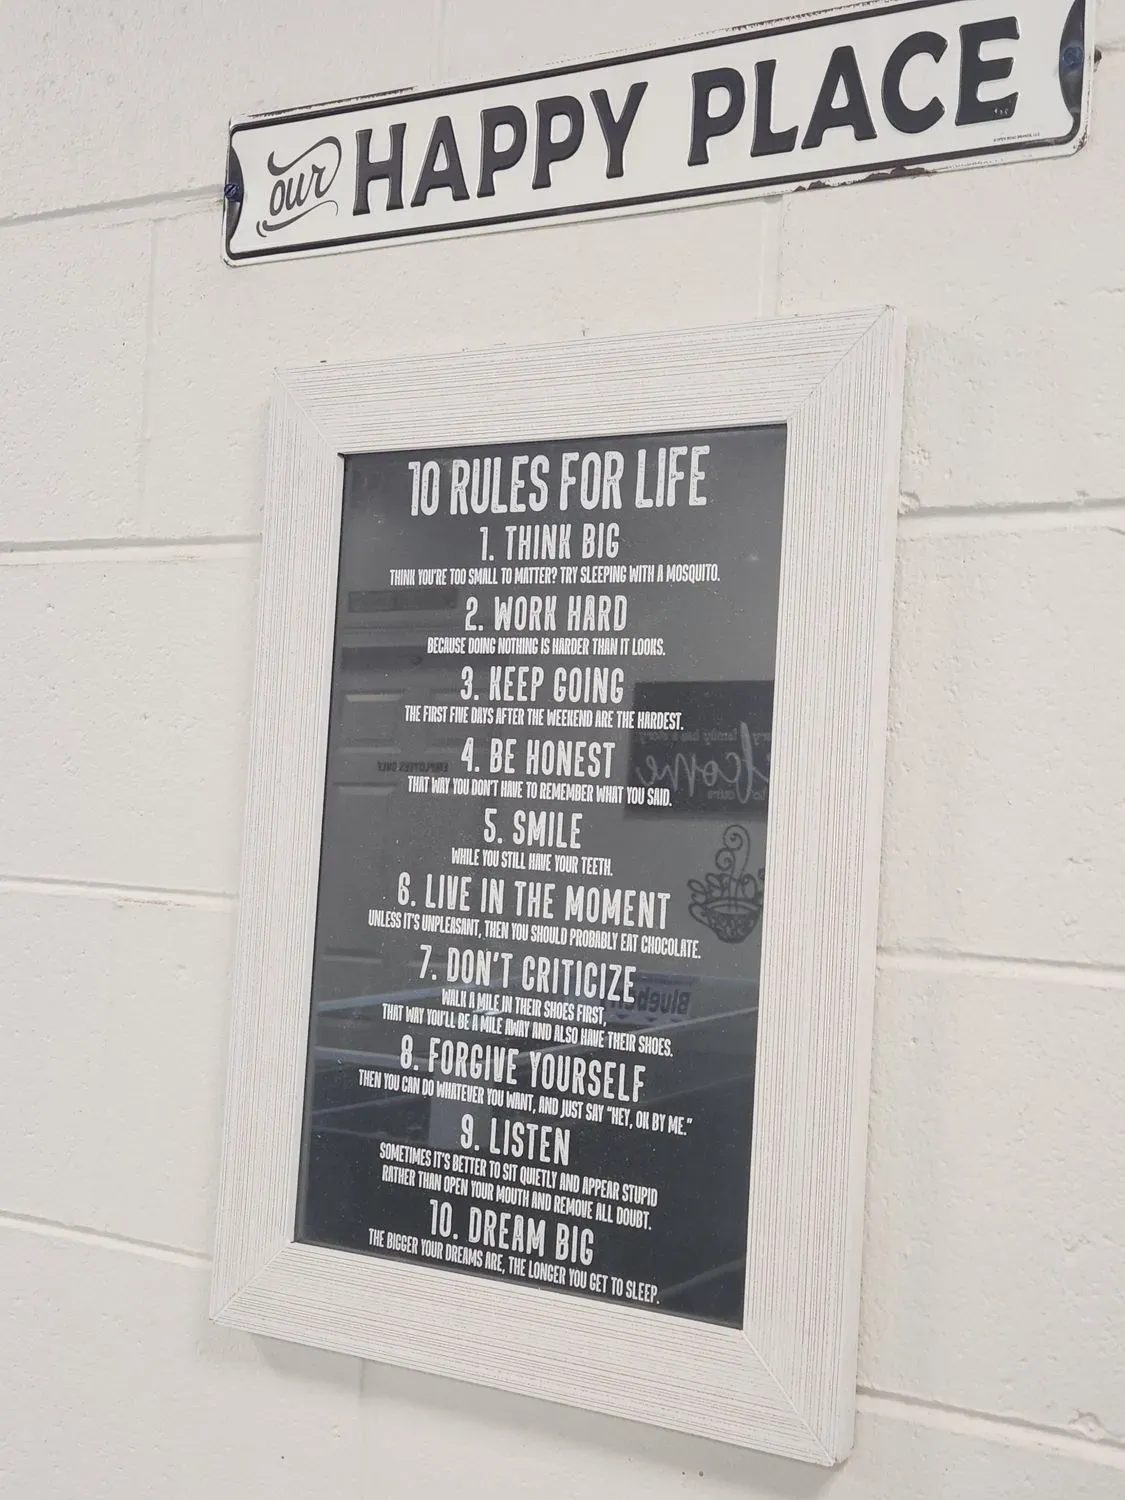 our HAPPY PLACE
10 RULES FOR LIFE
1. THINK BIG
THINK YOU'RE TOO SMALL TO MATTER? TRY SLEEPING WITH A MOSQUITO.
2. WORK HARD
BECAUSE DOING NOTHING IS HARDER THAN IT LOOKS.
3. KEEP GOING
THE FIRST FIVE DAYS AFTER THE WEEKEND ARE THE HARDEST.
4. BE HONEST
THAT WAY YOU DON'T HAVE TO REMEMBER WHAT YOU SAID.
5. SMILE
WHILE YOU STILL HAVE YOUR TEETH.
6. LIVE IN THE MOMENT
UNLESS IT'S UNPLEASANT, THEN YOU SHOULD PROBABLY EAT CHOCOLATE.
7. DON'T CRITICIZE
WALK A MILE IN THEIR SHOES FIRST,
THAT WAY YOU'LL BE A MILE AWAY AND ALSO HAVE THEIR SHOES.
8. FORGIVE YOURSELF
THEN YOU CAN DO WHATEVER YOU WANT, AND JUST SAY "HEY, OK BY ME."
9. LISTEN
SOMETIMES IT'S BETTER TO SIT QUIETLY AND APPEAR STUPID
RATHER THAN OPEN YOUR MOUTH AND REMOVE ALL DOUBT.
10. DREAM BIG
THE BIGGER YOUR DREAMS ARE, THE LONGER YOU GET TO SLEEP.